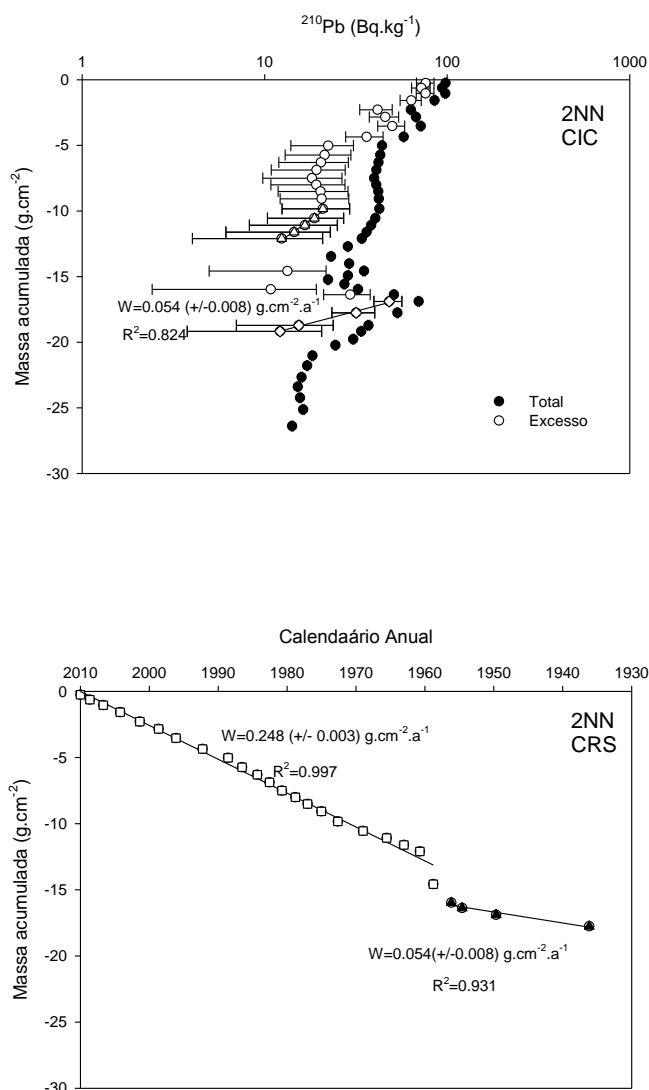 ²¹⁰Pb (Bq.kg⁻¹)
1 10 100 1000
Massa acumulada (g.cm⁻²)
0
-5
-10
-15
-20
-25
-30
2NN
CIC
W=0.054 (+/-0.008) g.cm⁻².a⁻¹
R²=0.824
Total
Excesso
Calendaário Anual
2010 2000 1990 1980 1970 1960 1950 1940 1930
Massa acumulada (g.cm⁻²)
0
-5
-10
-15
-20
-25
-30
2NN
CRS
W=0.248 (+/- 0.003) g.cm⁻².a⁻¹
R²=0.997
W=0.054(+/-0.008) g.cm⁻².a⁻¹
R²=0.931